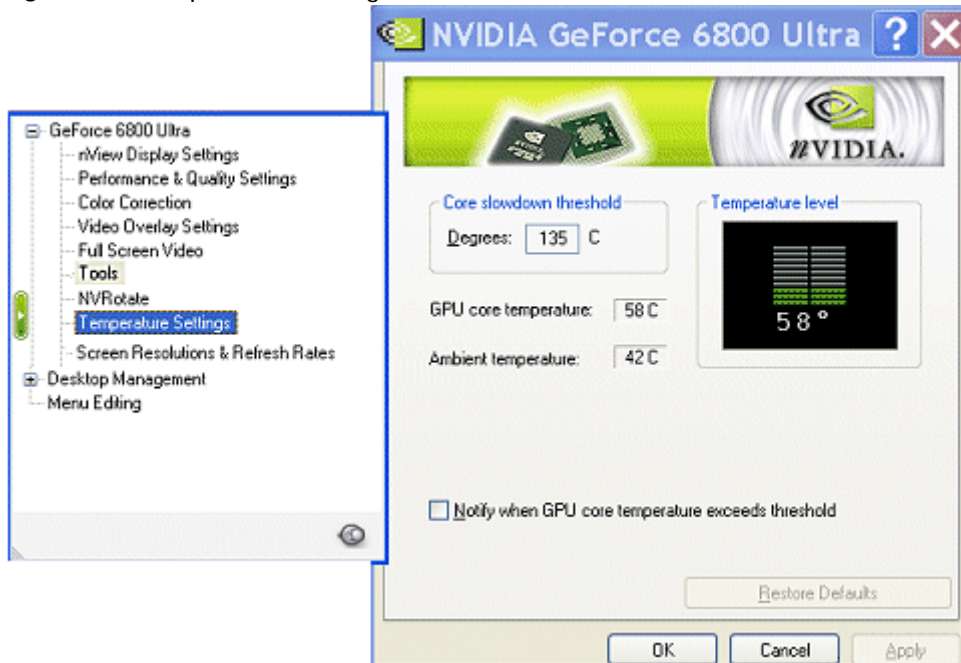 NVIDIA GeForce 6800 Ultra
NVIDIA.
GeForce 6800 Ultra
nView Display Settings
Performance & Quality Settings
Color Correction
Video Overlay Settings
Full Screen Video
Tools
NVRotate
Temperature Settings
Screen Resolutions & Refresh Rates
Desktop Management
Menu Editing
Core slowdown threshold
Degrees: 135 C
GPU core temperature: 58 C
Ambient temperature: 42 C
Temperature level
58°
Notify when GPU core temperature exceeds threshold
Restore Defaults
OK Cancel Apply